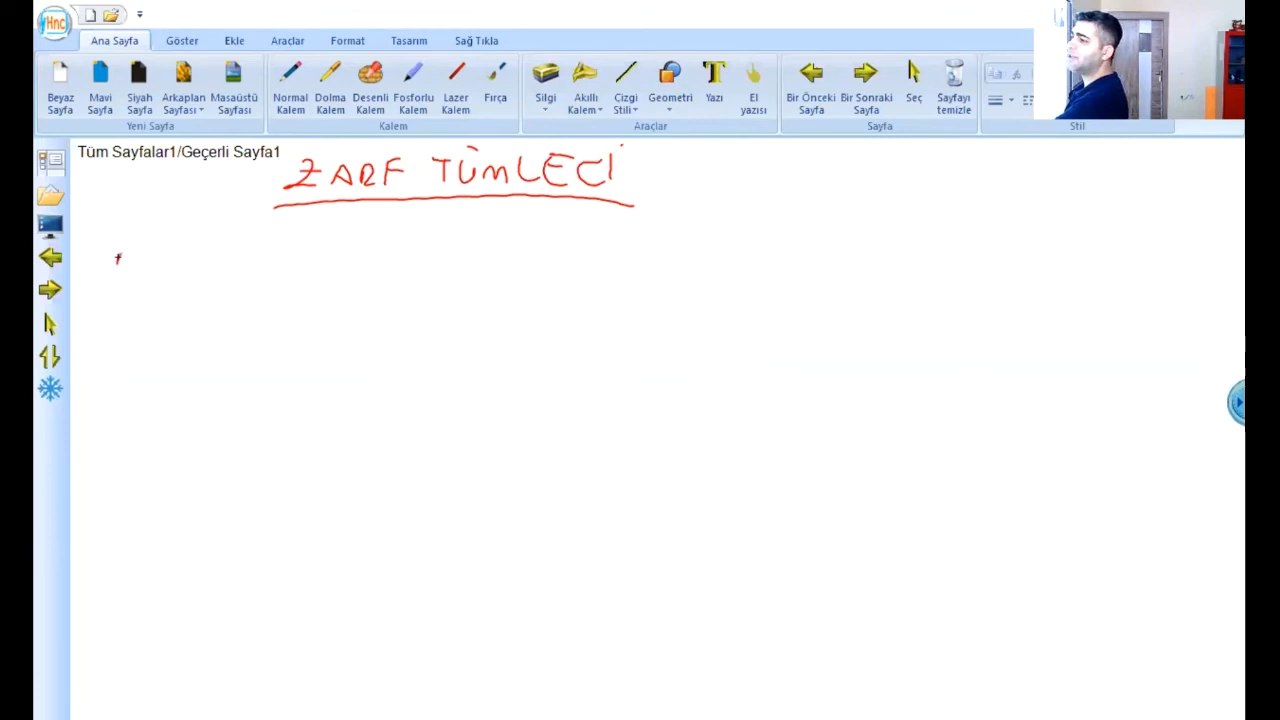 Hnc
Ana Sayfa Göster Ekle Araçlar Format Tasarım Sağ Tıkla
Beyaz Sayfa Mavi Sayfa Siyah Sayfa Arkaplan Sayfası Masaüstü Sayfası
Yeni Sayfa
Normal Kalem Dolma Kalem Desenli Kalem Fosforlu Kalem Lazer Kalem Fırça
Kalem
Silgi Akıllı Kalem Çizgi Stili Geometri Yazı El yazısı
Araçlar
Bir Önceki Sayfa Bir Sonraki Sayfa Seç Sayfayı temizle
Sayfa
Stil
Tüm Sayfalar1/Geçerli Sayfa1
ZARF TÜMLECİ